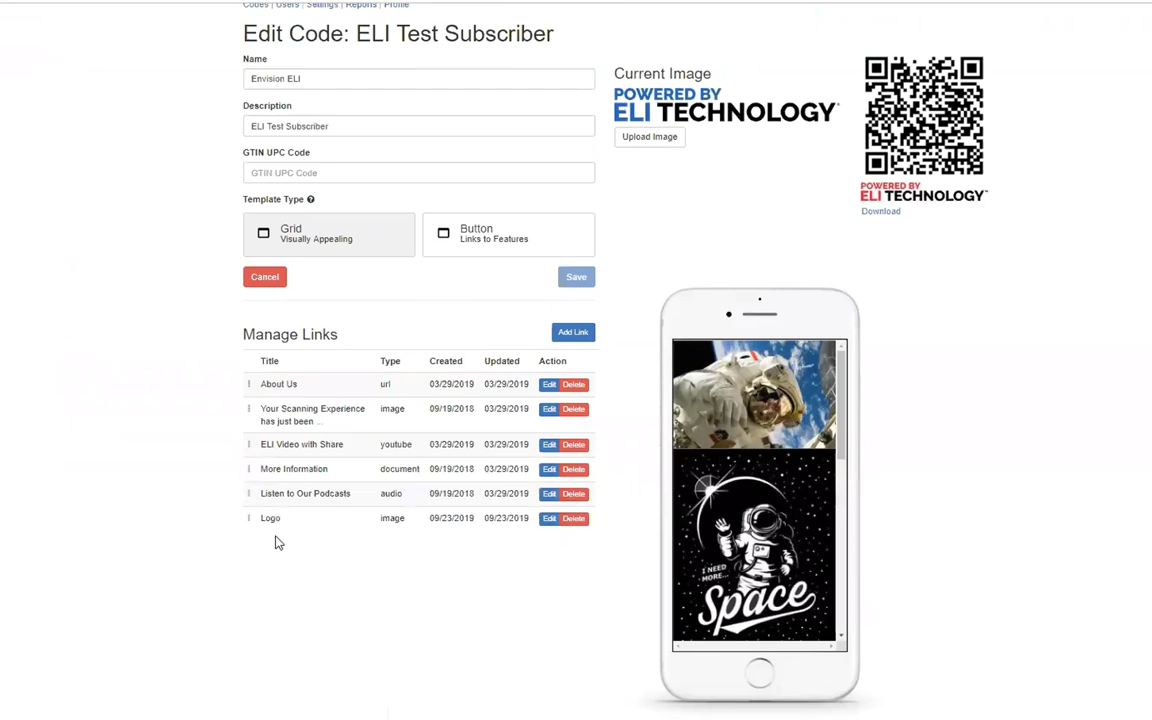 Codes | Users | Settings | Reports | Profile
Edit Code: ELI Test Subscriber
Name
Envision ELI
Description
ELI Test Subscriber
GTIN UPC Code
GTIN UPC Code
Template Type
Grid
Visually Appealing
Button
Links to Features
Cancel
Save
Current Image
POWERED BY
ELI TECHNOLOGY
Upload Image
POWERED BY
ELI TECHNOLOGY™
Download
Manage Links
Add Link
Title Type Created Updated Action
About Us url 03/29/2019 03/29/2019 Edit Delete
Your Scanning Experience image 09/19/2018 03/29/2019 Edit Delete
has just been ...
ELI Video with Share youtube 09/19/2018 03/29/2019 Edit Delete
More Information document 09/19/2018 03/29/2019 Edit Delete
Listen to Our Podcasts audio 09/19/2018 03/29/2019 Edit Delete
Logo image 09/23/2019 09/23/2019 Edit Delete
I NEED
MORE...
Space